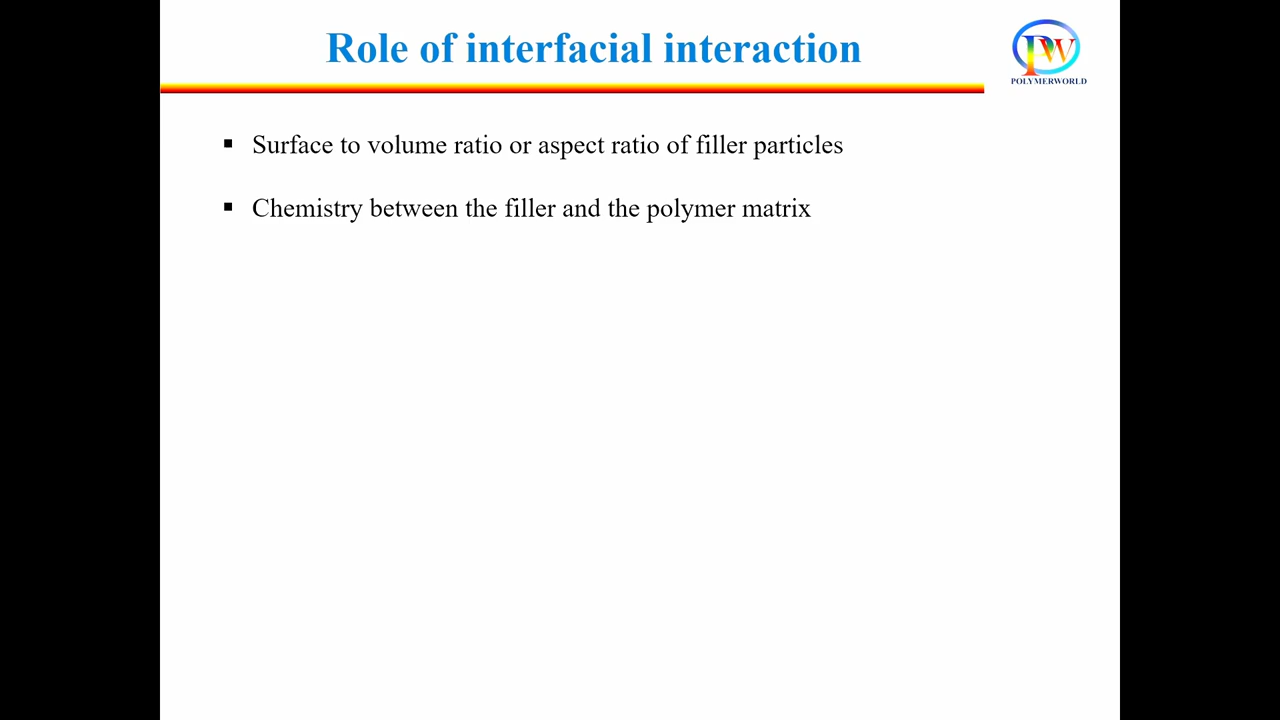 Role of interfacial interaction
PW
POLYMERWORLD
▪ Surface to volume ratio or aspect ratio of filler particles
▪ Chemistry between the filler and the polymer matrix